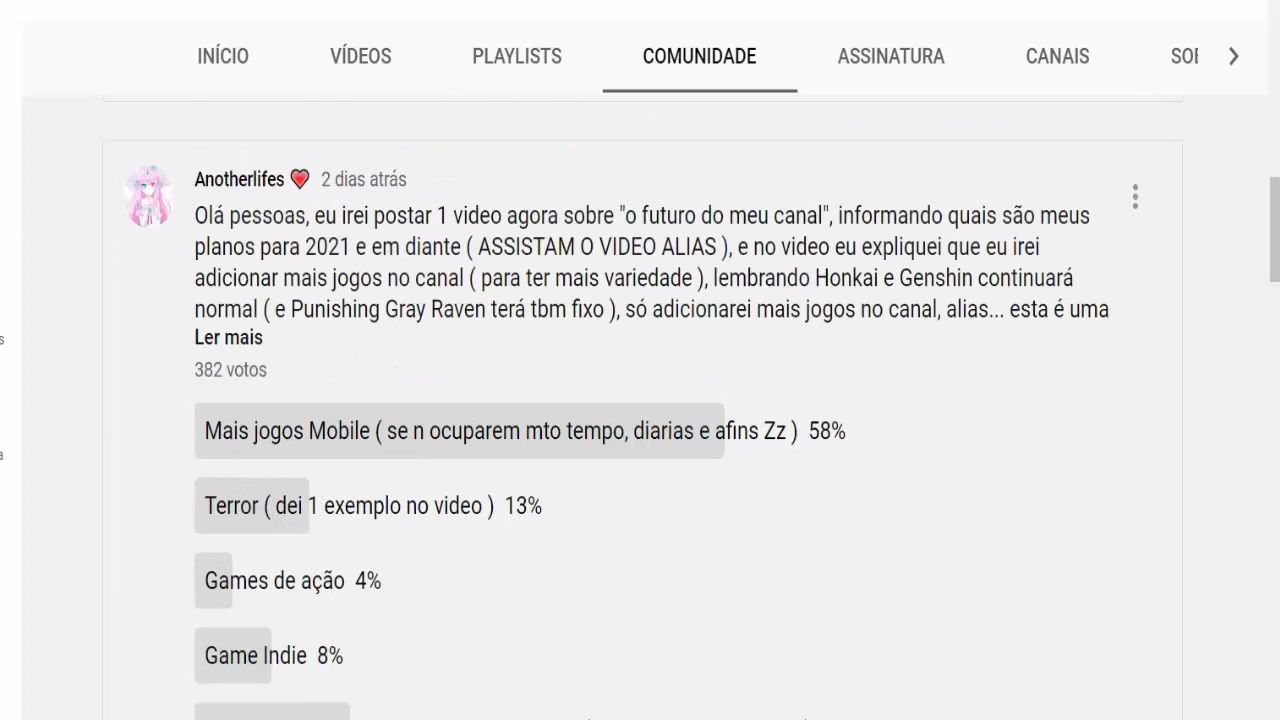 INÍCIO VÍDEOS PLAYLISTS COMUNIDADE ASSINATURA CANAIS
Anotherlifes ❤ 2 dias atrás
Olá pessoas, eu irei postar 1 video agora sobre "o futuro do meu canal", informando quais são meus
planos para 2021 e em diante ( ASSISTAM O VIDEO ALIAS ), e no video eu expliquei que eu irei
adicionar mais jogos no canal ( para ter mais variedade ), lembrando Honkai e Genshin continuará
normal ( e Punishing Gray Raven terá tbm fixo ), só adicionarei mais jogos no canal, alias... esta é uma
Ler mais
382 votos
Mais jogos Mobile ( se n ocuparem mto tempo, diarias e afins Zz ) 58%
Terror ( dei 1 exemplo no video ) 13%
Games de ação 4%
Game Indie 8%